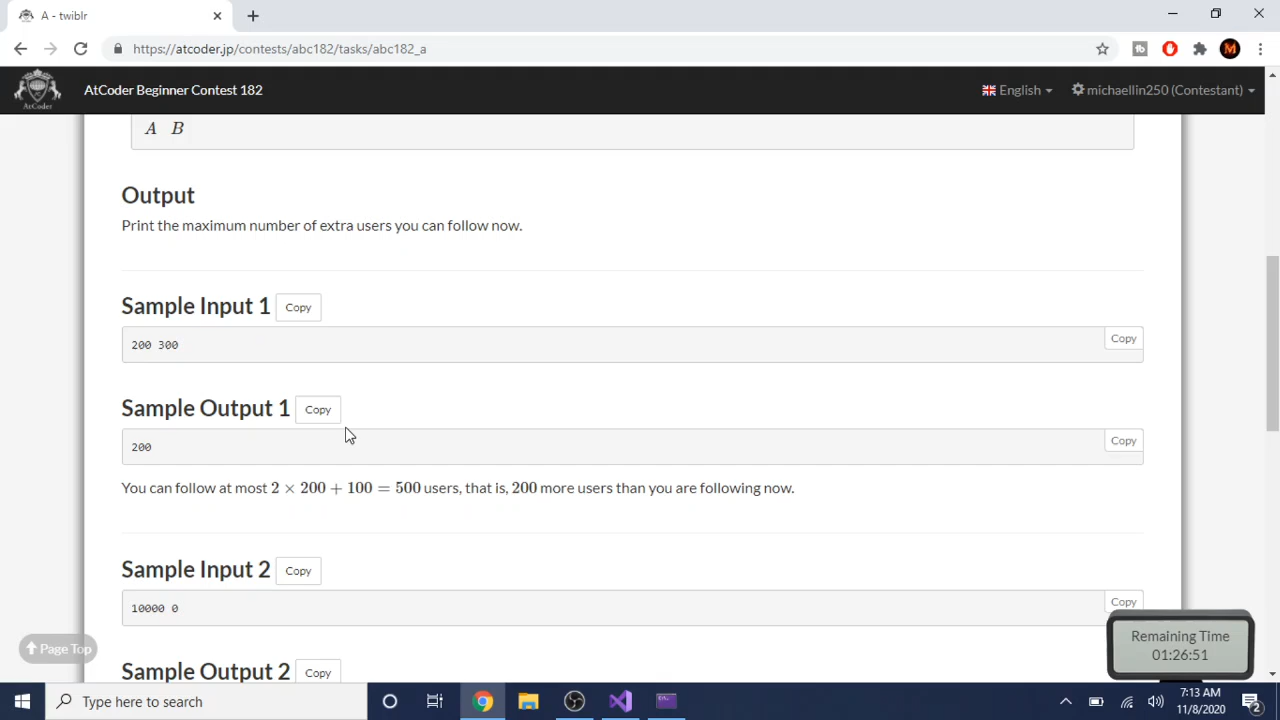 A - twiblr
https://atcoder.jp/contests/abc182/tasks/abc182_a
M
AtCoder
AtCoder Beginner Contest 182
English
michaellin250 (Contestant)
A B
Output
Print the maximum number of extra users you can follow now.
Sample Input 1
Copy
200 300
Copy
Sample Output 1
Copy
200
Copy
You can follow at most 2 × 200 + 100 = 500 users, that is, 200 more users than you are following now.
Sample Input 2
Copy
10000 0
Copy
Page Top
Sample Output 2
Copy
Remaining Time
01:26:51
Type here to search
7:13 AM
11/8/2020
2